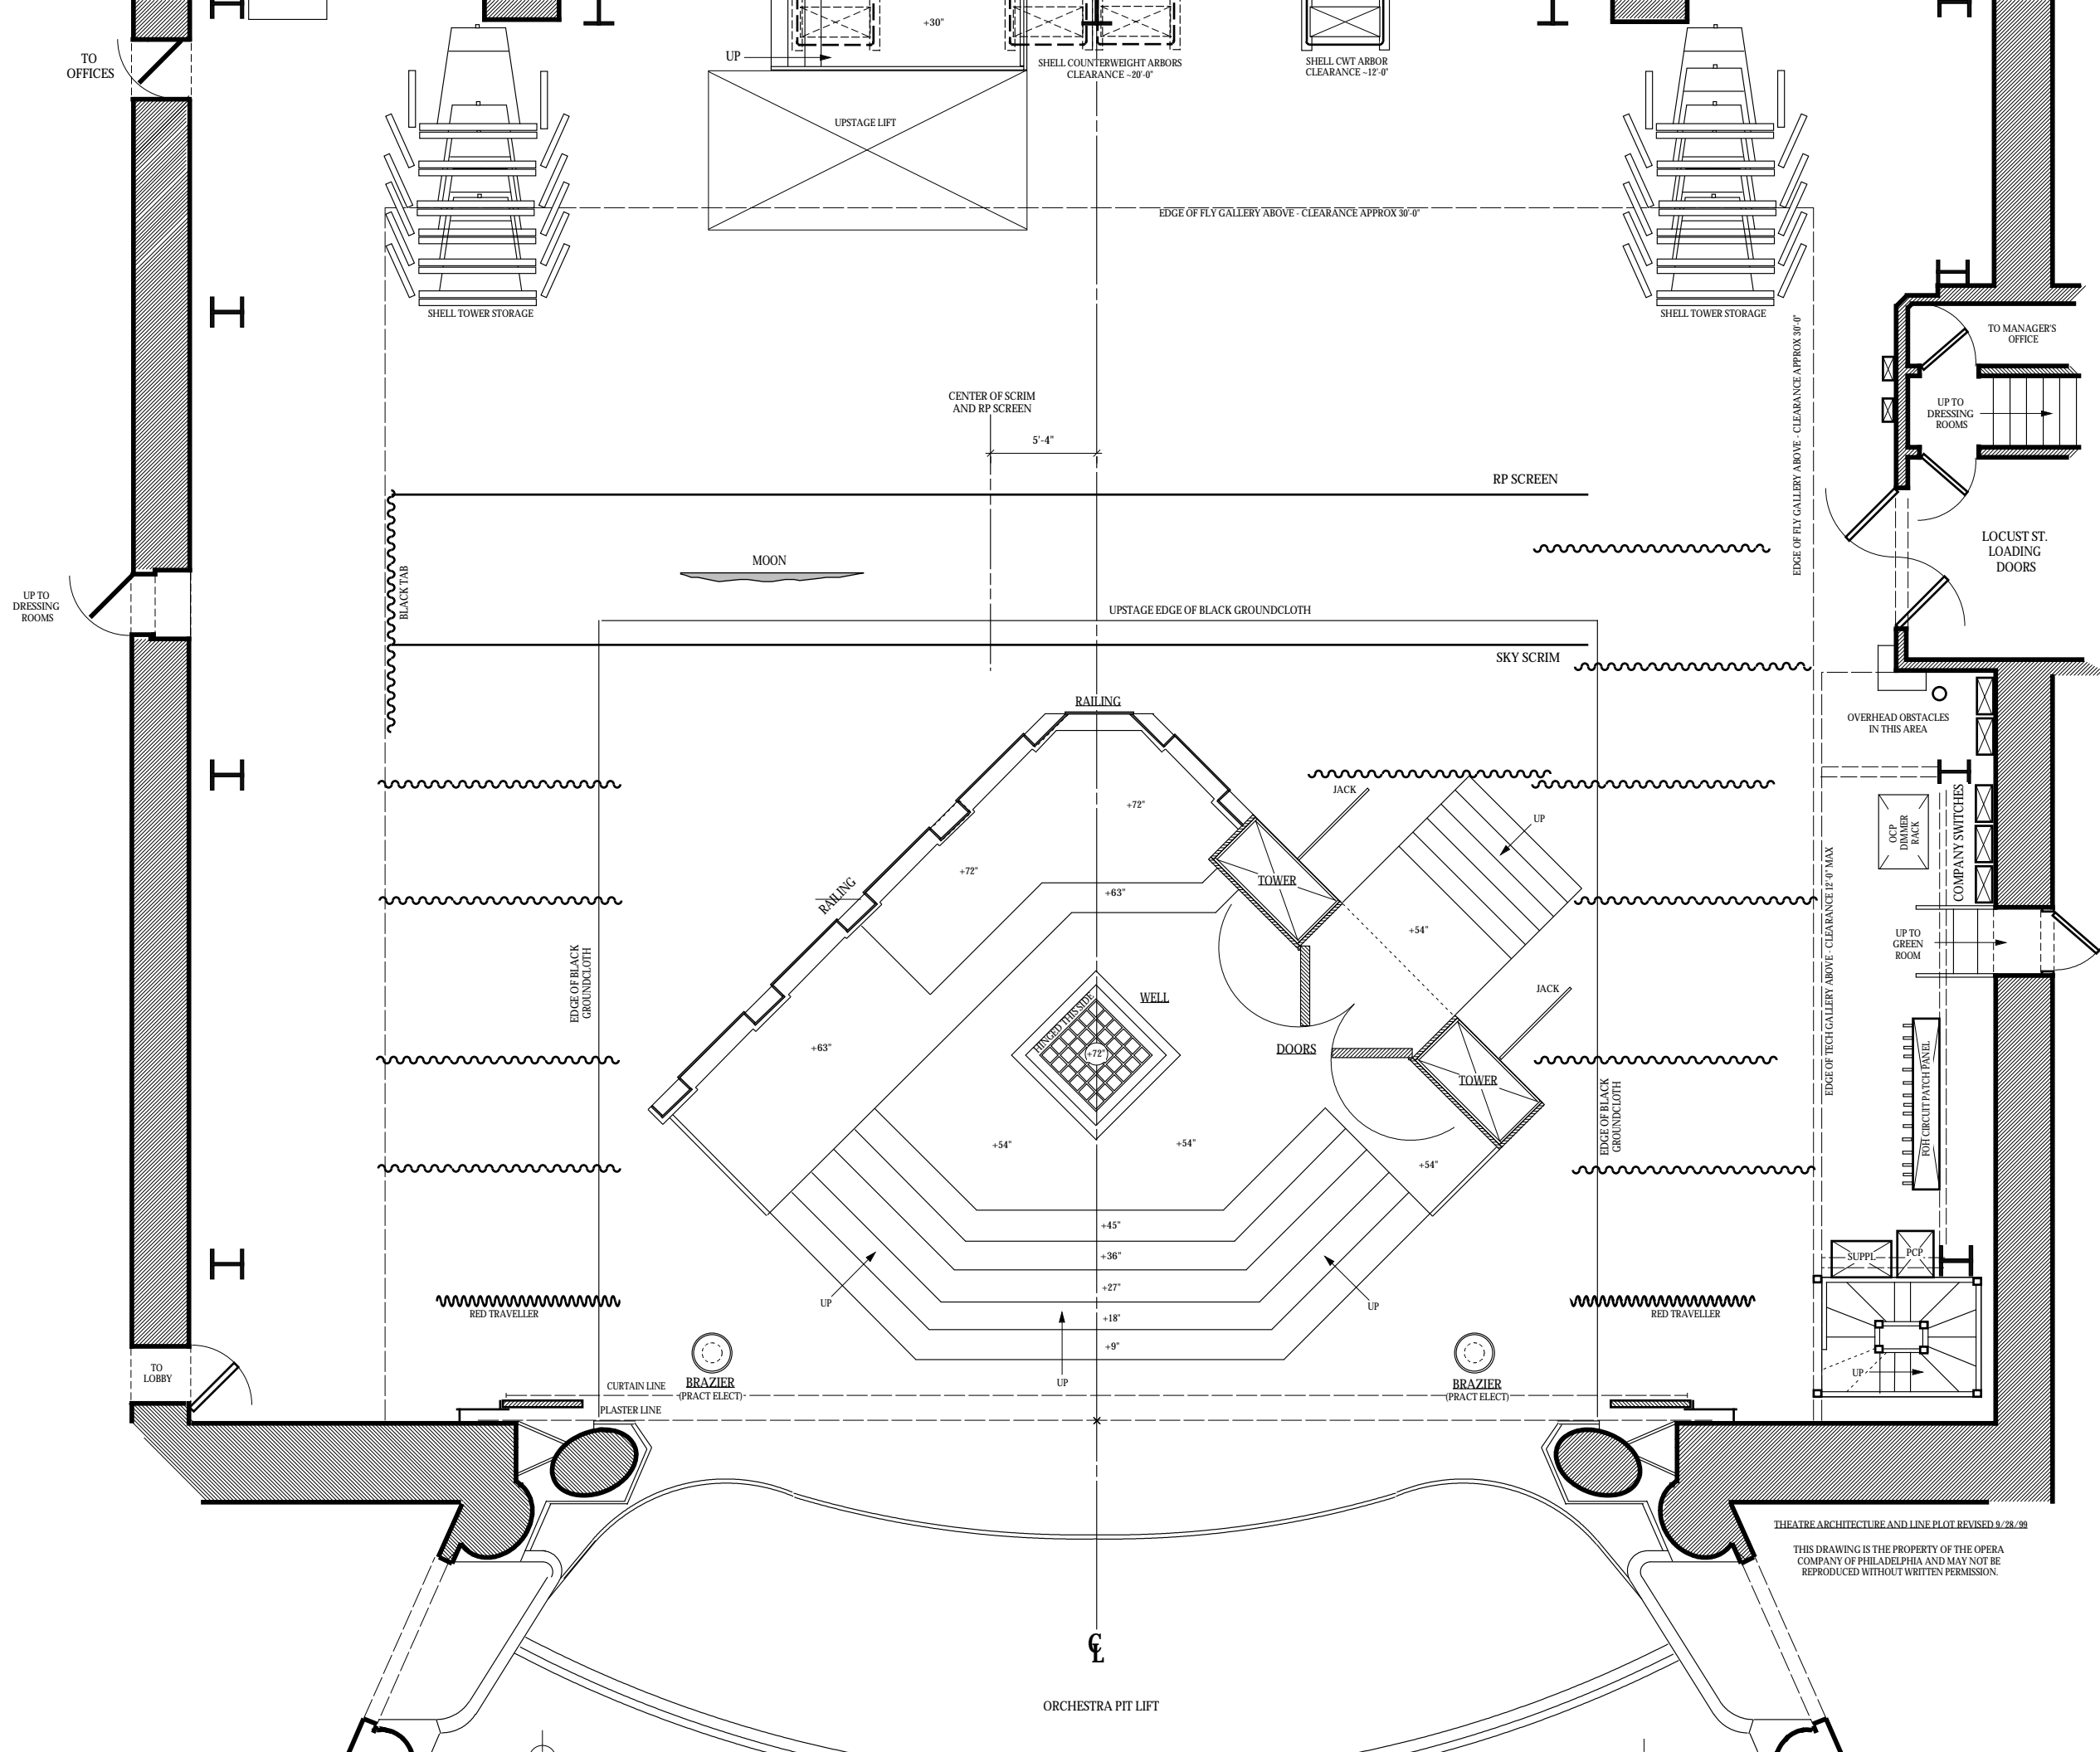 +30"
UP
TO
OFFICES
SHELL COUNTERWEIGHT ARBORS
CLEARANCE ~20'-0"
SHELL CWT ARBOR
CLEARANCE ~12'-0"
UPSTAGE LIFT
EDGE OF FLY GALLERY ABOVE - CLEARANCE APPROX 30'-0"
SHELL TOWER STORAGE
SHELL TOWER STORAGE
EDGE OF FLY GALLERY ABOVE - CLEARANCE APPROX 30'-0"
TO MANAGER'S
OFFICE
UP TO
DRESSING
ROOMS
CENTER OF SCRIM
AND RP SCREEN
5'-4"
RP SCREEN
LOCUST ST.
LOADING
DOORS
MOON
BLACK TAB
UP TO
DRESSING
ROOMS
UPSTAGE EDGE OF BLACK GROUNDCLOTH
SKY SCRIM
RAILING
OVERHEAD OBSTACLES
IN THIS AREA
JACK
+72"
UP
OCP
DIMMER
RACK
COMPANY SWITCHES
+72"
TOWER
RAILING
+63"
+54"
EDGE OF TECH GALLERY ABOVE - CLEARANCE 12'-0" MAX
UP TO
GREEN
ROOM
EDGE OF BLACK
GROUNDCLOTH
JACK
WELL
HINGED THIS SIDE
+72"
+63"
DOORS
TOWER
EDGE OF BLACK
GROUNDCLOTH
FOH CIRCUIT PATCH PANEL
+54"
+54"
+54"
+45"
+36"
+27"
+18"
+9"
SUPPL
PCP
UP
UP
UP
RED TRAVELLER
RED TRAVELLER
UP
TO
LOBBY
BRAZIER
(PRACT ELECT)
BRAZIER
(PRACT ELECT)
CURTAIN LINE
PLASTER LINE
THEATRE ARCHITECTURE AND LINE PLOT REVISED 9/28/99
THIS DRAWING IS THE PROPERTY OF THE OPERA
COMPANY OF PHILADELPHIA AND MAY NOT BE
REPRODUCED WITHOUT WRITTEN PERMISSION.
CL
ORCHESTRA PIT LIFT